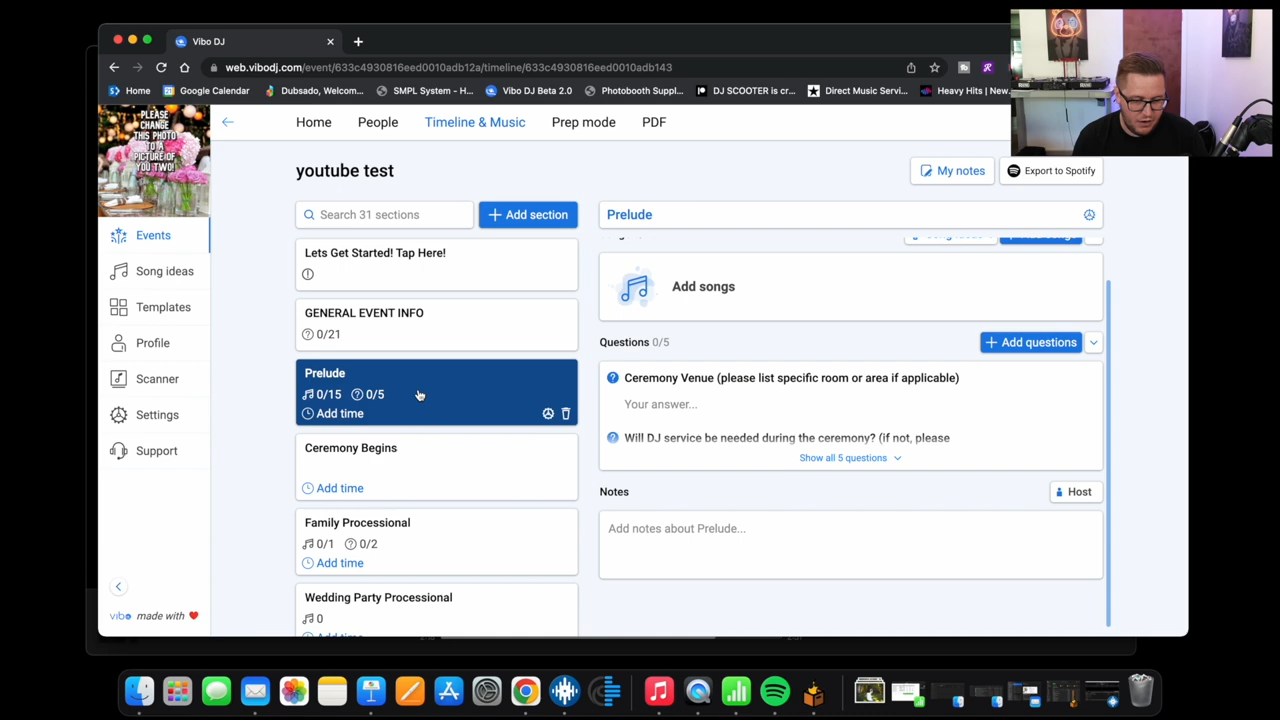 Vibo DJ
web.vibodj.com/event/633c4930816eed0010adb12a/timeline/633c4930816eed0010adb143
Home
Google Calendar
Dubsado, Welcom...
SMPL System - H...
Vibo DJ Beta 2.0
Photobooth Suppl...
DJ SCOOTER is cr...
Direct Music Servi...
Heavy Hits | New...
PLEASE
CHANGE
THIS PHOTO
TO A
PICTURE OF
YOU TWO!
Home
People
Timeline & Music
Prep mode
PDF
youtube test
My notes
Export to Spotify
Search 31 sections
Add section
Prelude
Events
Song ideas
Templates
Profile
Scanner
Settings
Support
vibo made with
Lets Get Started! Tap Here!
GENERAL EVENT INFO
0/21
Prelude
0/15 0/5
Add time
Ceremony Begins
Add time
Family Processional
0/1 0/2
Add time
Wedding Party Processional
0
Add songs
Questions 0/5
Add questions
Ceremony Venue (please list specific room or area if applicable)
Your answer...
Will DJ service be needed during the ceremony? (if not, please
Show all 5 questions
Notes
Host
Add notes about Prelude...